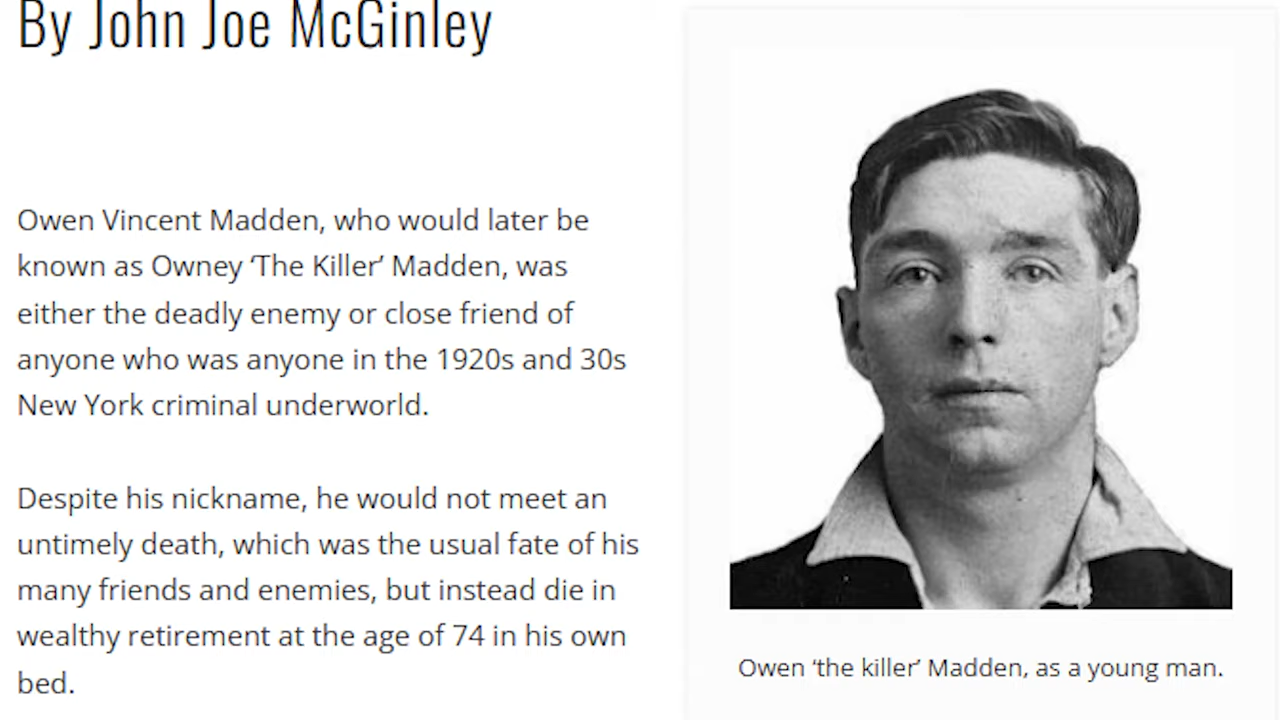 By John Joe McGinley
Owen Vincent Madden, who would later be
known as Owney ‘The Killer’ Madden, was
either the deadly enemy or close friend of
anyone who was anyone in the 1920s and 30s
New York criminal underworld.
Despite his nickname, he would not meet an
untimely death, which was the usual fate of his
many friends and enemies, but instead die in
wealthy retirement at the age of 74 in his own
bed.
Owen ‘the killer’ Madden, as a young man.